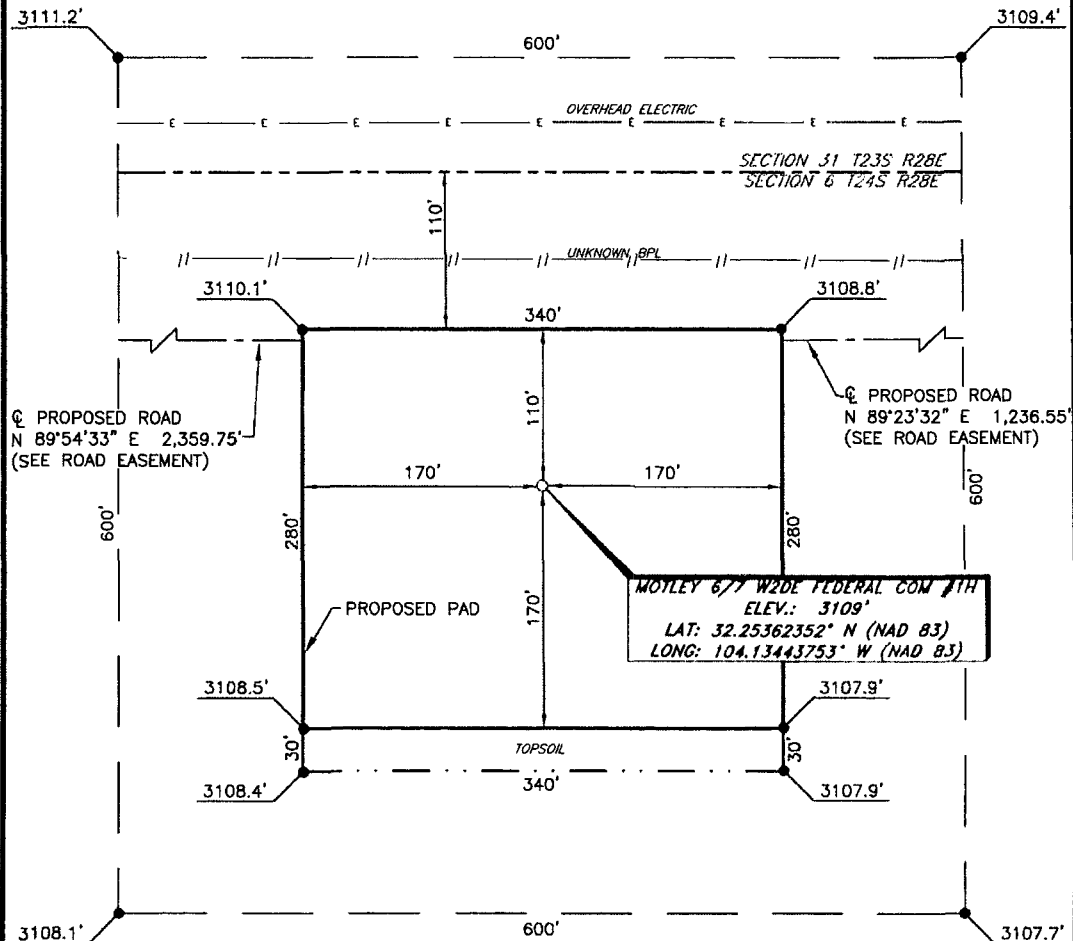 3111.2'
3109.4'
600'
OVERHEAD ELECTRIC
E E E E E E E E E
SECTION 31 T23S R28E
SECTION 6 T24S R28E
110'
UNKNOWN BPL
3110.1'
3108.8'
340'
℄ PROPOSED ROAD
N 89°54'33" E 2,359.75'
(SEE ROAD EASEMENT)
℄ PROPOSED ROAD
N 89°23'32" E 1,236.55'
(SEE ROAD EASEMENT)
110'
170'
170'
600'
600'
280'
280'
170'
PROPOSED PAD
MOTLEY 6/7 W2DE FEDERAL COM #1H
ELEV.: 3109'
LAT: 32.25362352° N (NAD 83)
LONG: 104.13443753° W (NAD 83)
3108.5'
3107.9'
30'
TOPSOIL
30'
3108.4'
340'
3107.9'
3108.1'
600'
3107.7'